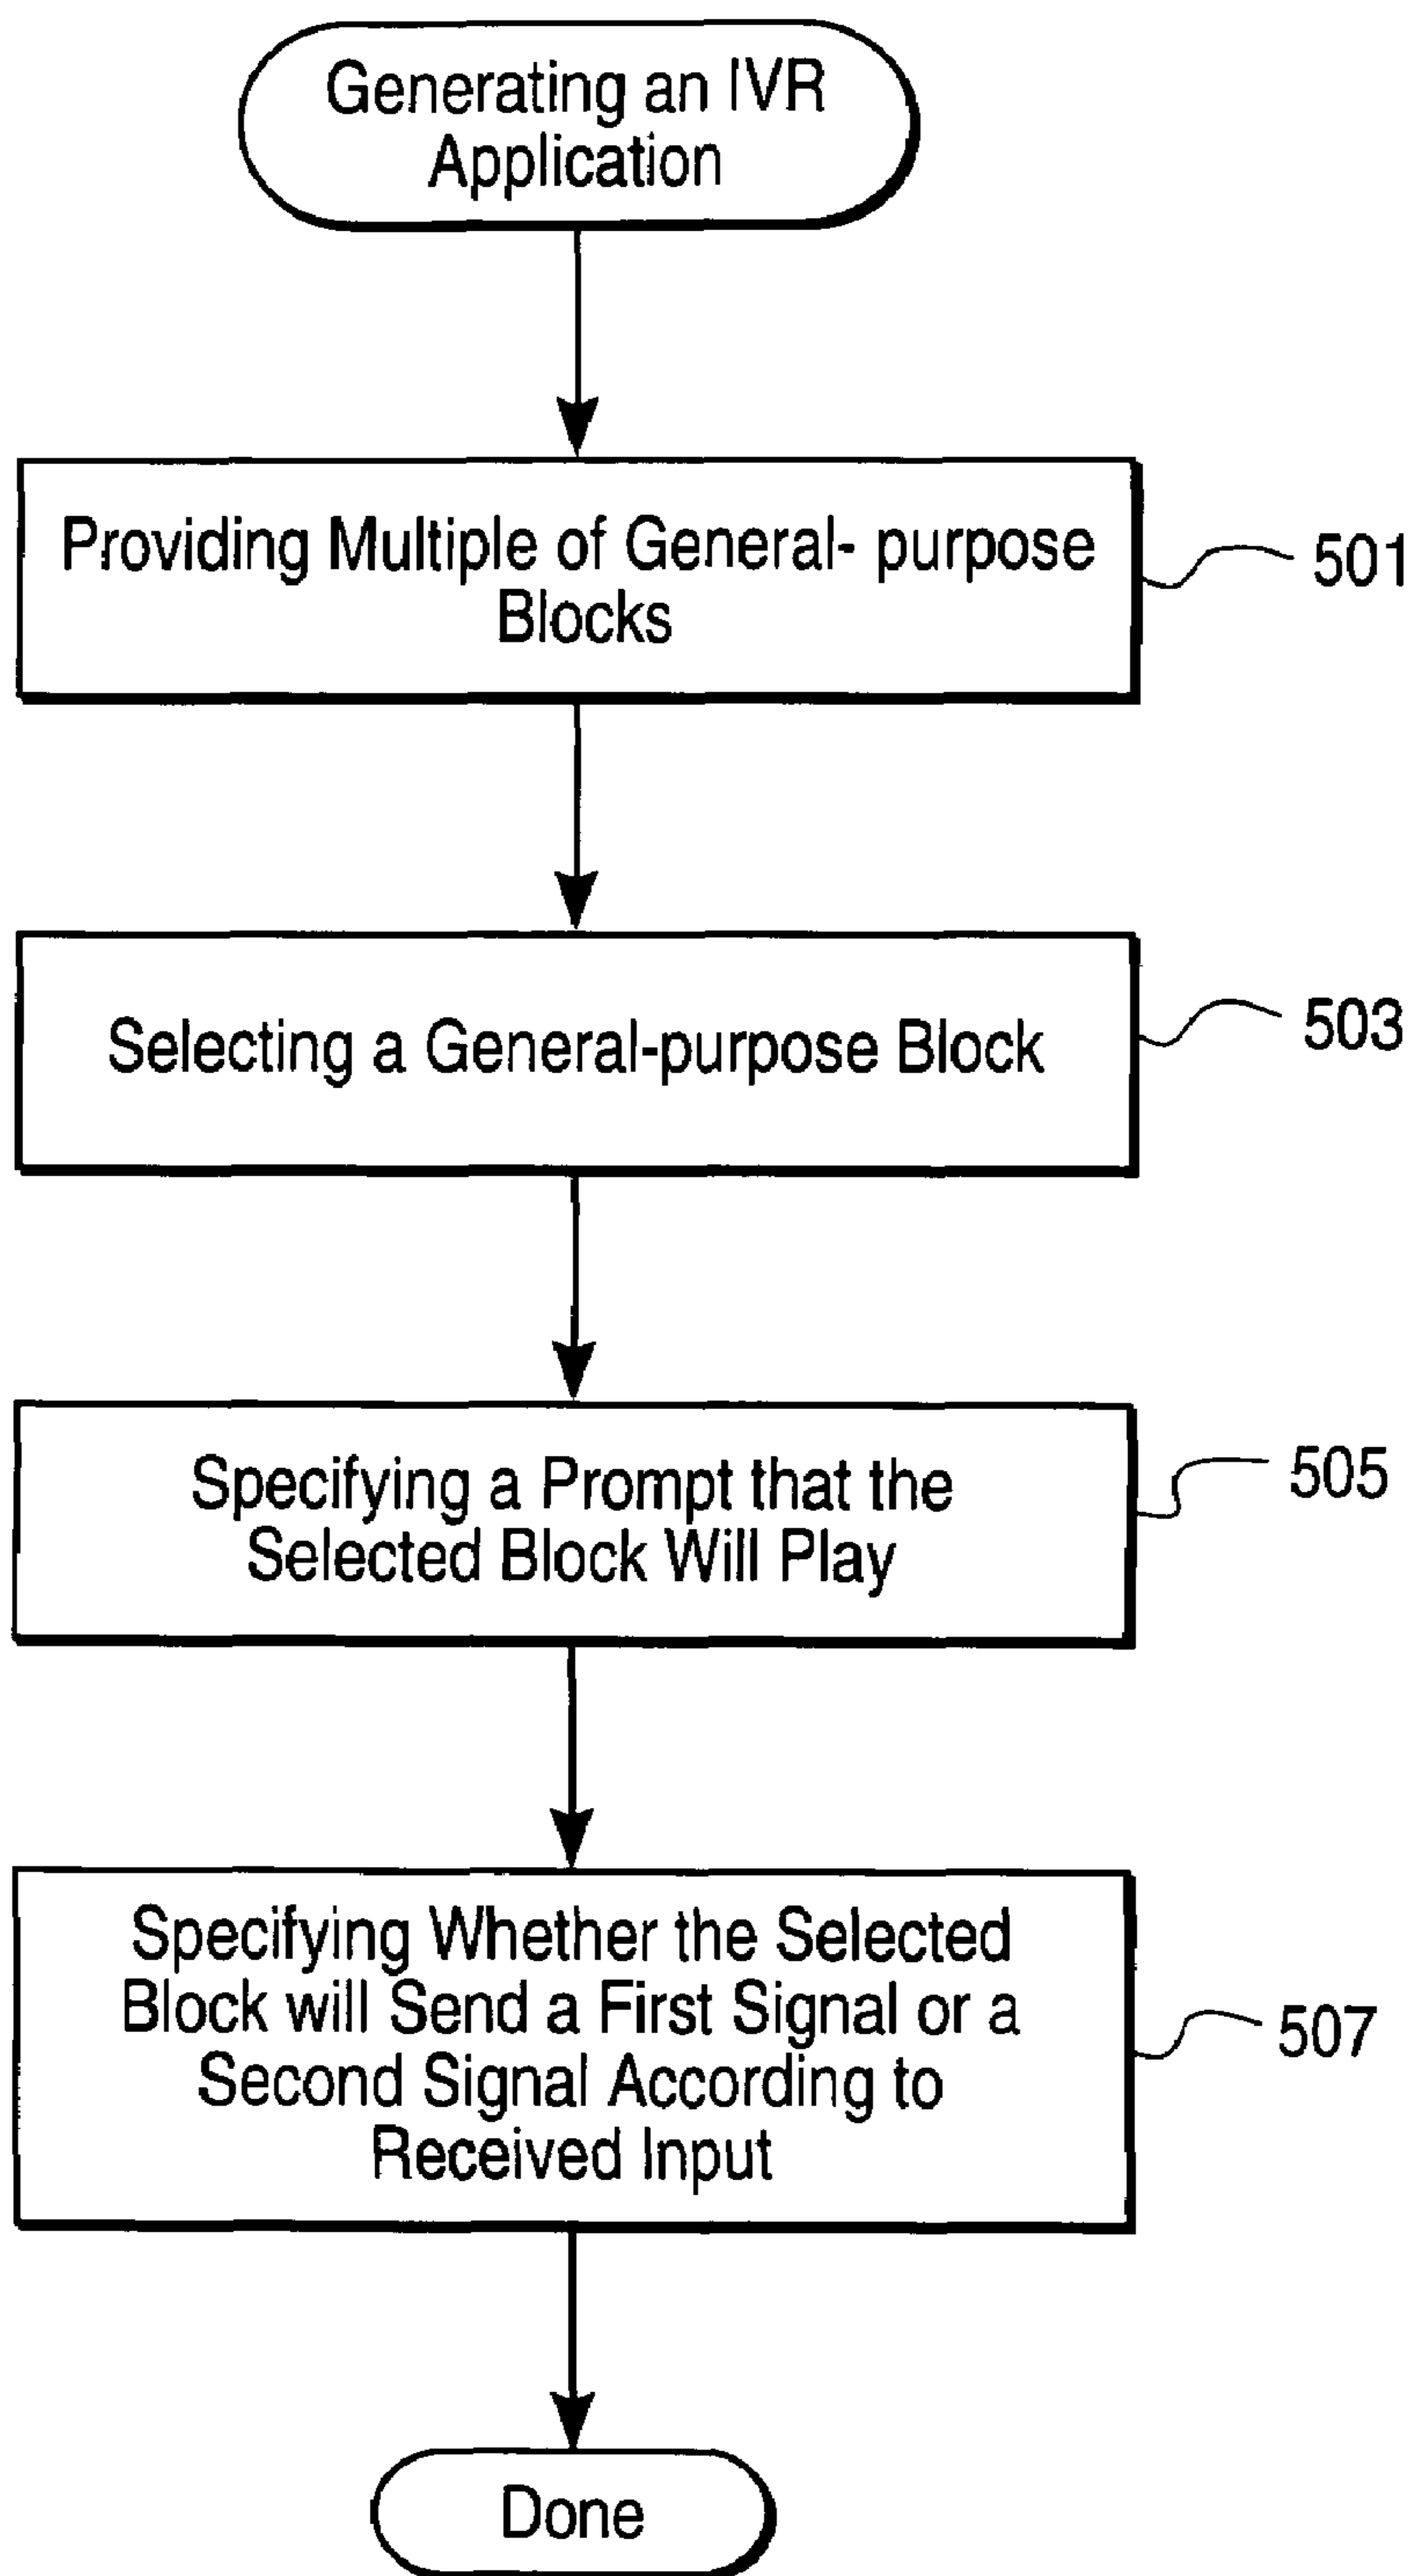 Generating an IVR
Application
Providing Multiple of General- purpose
Blocks
501
Selecting a General-purpose Block
503
Specifying a Prompt that the
Selected Block Will Play
505
Specifying Whether the Selected
Block will Send a First Signal or a
Second Signal According to
Received Input
507
Done